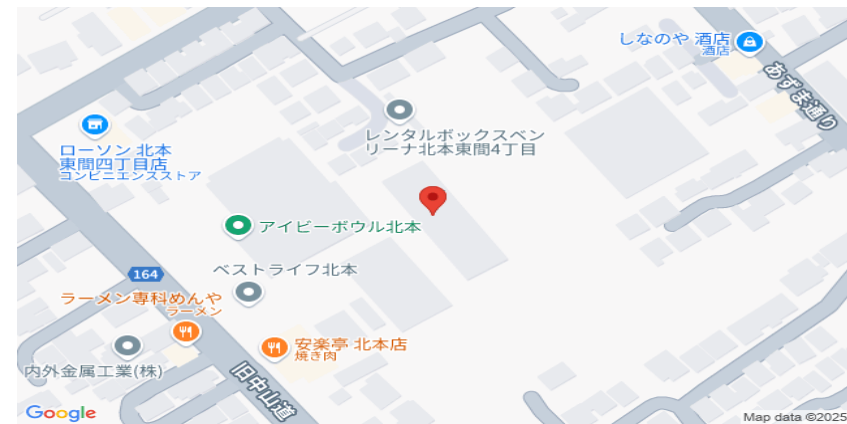 しなのや 酒店
酒店
あずま通り
ローソン 北本
東間四丁目店
コンビニエンスストア
レンタルボックスベン
リーナ北本東間4丁目
アイビーボウル北本
164
ベストライフ北本
ラーメン専科めんや
ラーメン
安楽亭 北本店
焼き肉
内外金属工業(株)
旧中山道
Google
Map data ©2025